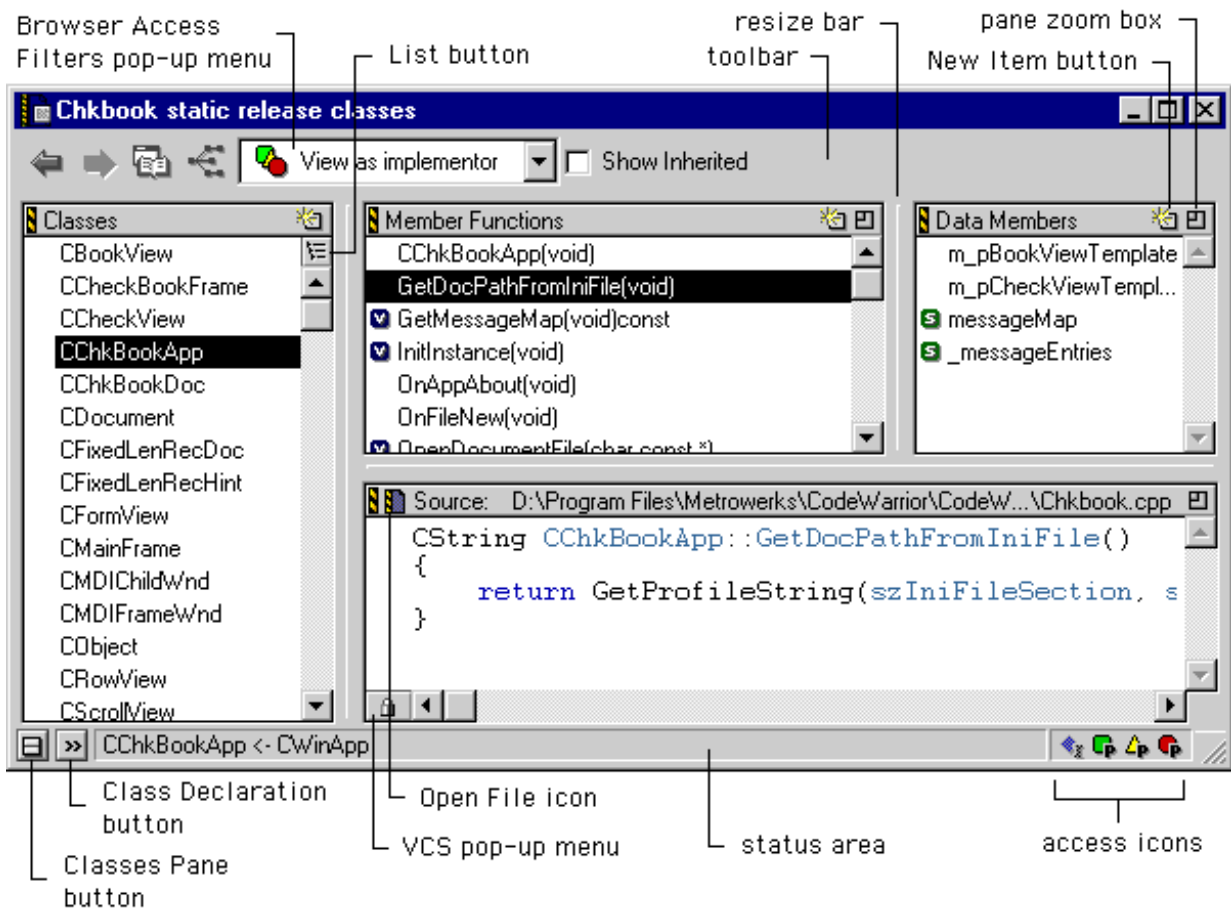 Browser Access
Filters pop-up menu
List button
resize bar
toolbar
pane zoom box
New Item button
Chkbook static release classes
View as implementor
Show Inherited
Classes
CBookView
CCheckBookFrame
CCheckView
CChkBookApp
CChkBookDoc
CDocument
CFixedLenRecDoc
CFixedLenRecHint
CFormView
CMainFrame
CMDIChildWnd
CMDIFrameWnd
CObject
CRowView
CScrollView
Member Functions
CChkBookApp(void)
GetDocPathFromIniFile(void)
V GetMessageMap(void)const
V InitInstance(void)
OnAppAbout(void)
OnFileNew(void)
V OpenDocumentFile(char const *)
Data Members
m_pBookViewTemplate
m_pCheckViewTempl...
S messageMap
S _messageEntries
Source: D:\Program Files\Metrowerks\CodeWarrior\CodeW...\Chkbook.cpp
CString CChkBookApp::GetDocPathFromIniFile()
{
return GetProfileString(szIniFileSection, s
}
CChkBookApp <- CWinApp
Class Declaration
button
Classes Pane
button
Open File icon
VCS pop-up menu
status area
access icons